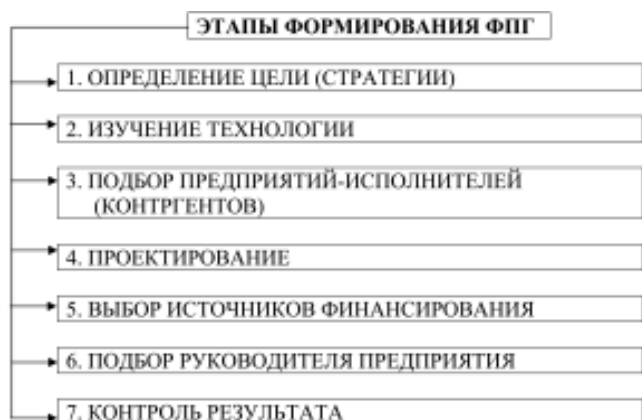 ЭТАПЫ ФОРМИРОВАНИЯ ФПГ
1. ОПРЕДЕЛЕНИЕ ЦЕЛИ (СТРАТЕГИИ)
2. ИЗУЧЕНИЕ ТЕХНОЛОГИИ
3. ПОДБОР ПРЕДПРИЯТИЙ-ИСПОЛНИТЕЛЕЙ
(КОНТРГЕНТОВ)
4. ПРОЕКТИРОВАНИЕ
5. ВЫБОР ИСТОЧНИКОВ ФИНАНСИРОВАНИЯ
6. ПОДБОР РУКОВОДИТЕЛЯ ПРЕДПРИЯТИЯ
7. КОНТРОЛЬ РЕЗУЛЬТАТА